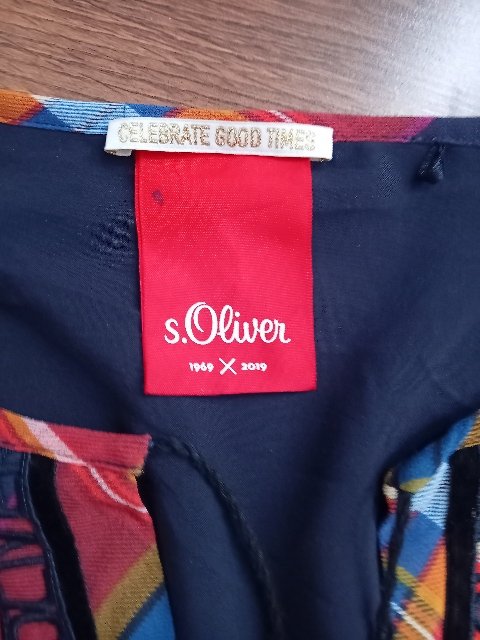 CELEBRATE GOOD TIMES
s.Oliver
1969 X 2019